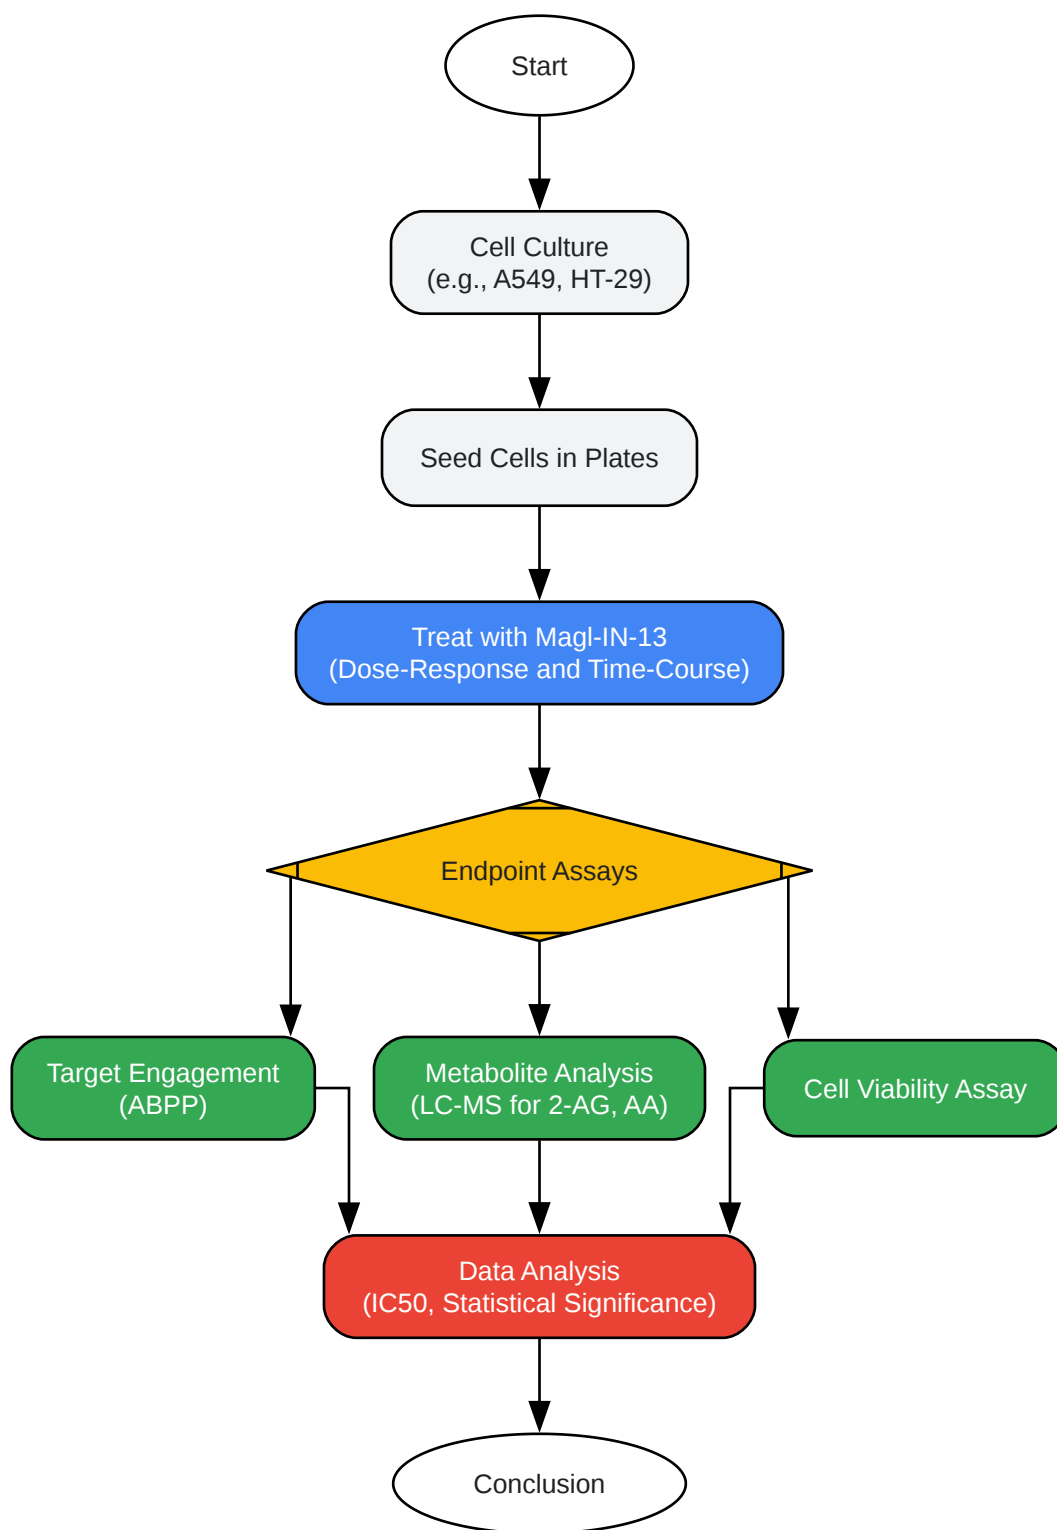 Start
Cell Culture
(e.g., A549, HT-29)
Seed Cells in Plates
Treat with Magl-IN-13
(Dose-Response and Time-Course)
Endpoint Assays
Target Engagement
(ABPP)
Metabolite Analysis
(LC-MS for 2-AG, AA)
Cell Viability Assay
Data Analysis
(IC50, Statistical Significance)
Conclusion